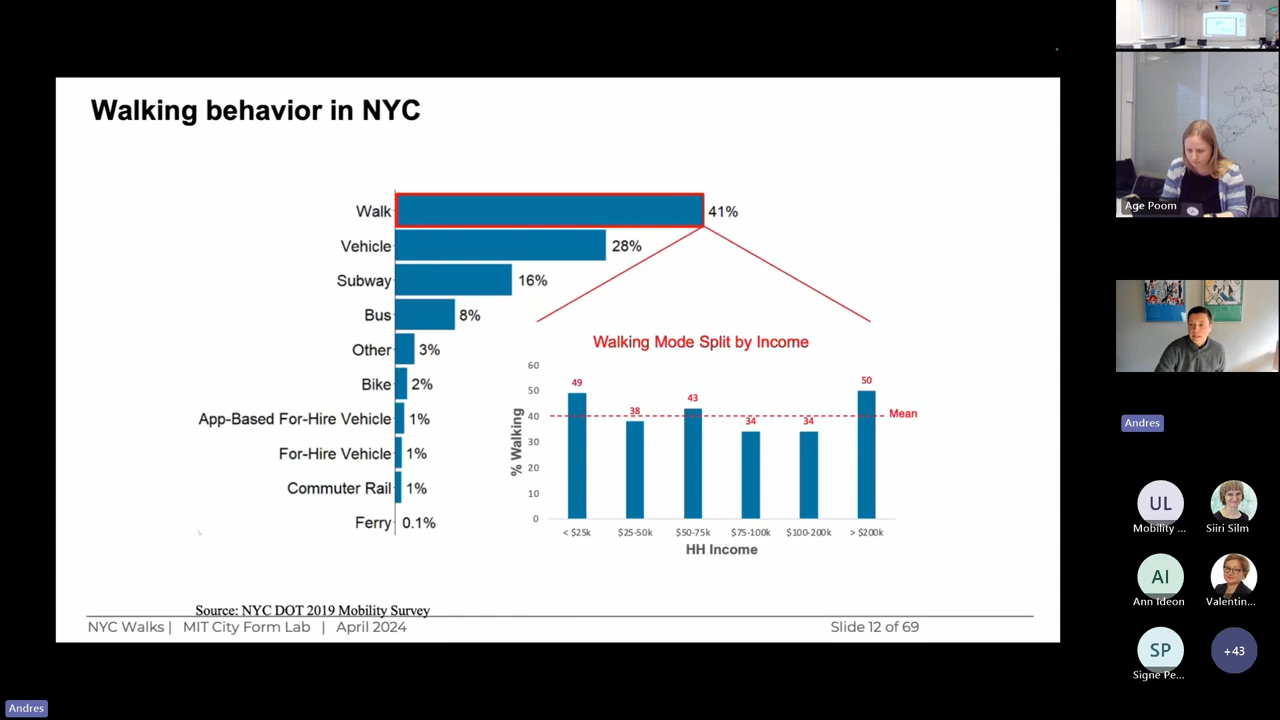 Walking behavior in NYC
Walk
41%
Vehicle
28%
Subway
16%
Bus
8%
Other
3%
Bike
2%
App-Based For-Hire Vehicle
1%
For-Hire Vehicle
1%
Commuter Rail
1%
Ferry
0.1%
Walking Mode Split by Income
% Walking
60
50
40
30
20
10
0
49
38
43
34
34
50
Mean
< $25k
$25-50k
$50-75k
$75-100k
$100-200k
> $200k
HH Income
Source: NYC DOT 2019 Mobility Survey
NYC Walks | MIT City Form Lab | April 2024
Slide 12 of 69
Age Poom
Andres
UL
Mobility ...
Siiri Silm
AI
Ann Ideon
Valentin...
SP
Signe Pe...
+43
Andres